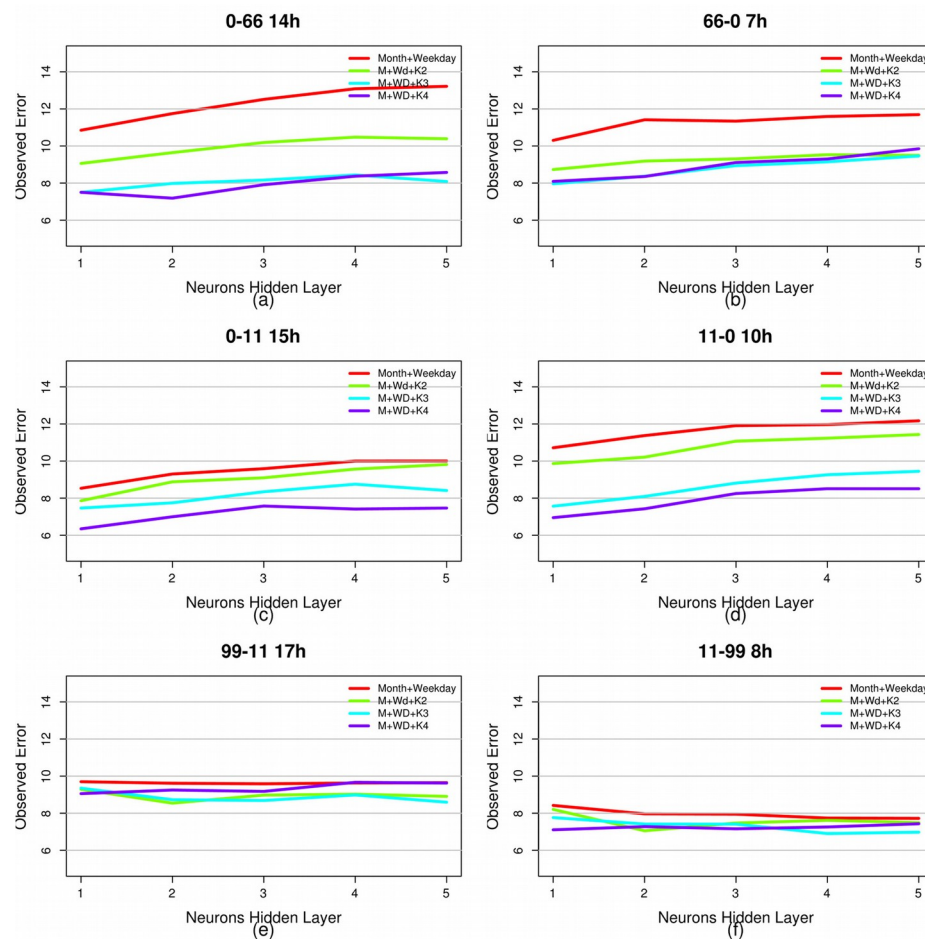 0-66 14h
Observed Error
14
12
10
8
6
Month+Weekday
M+Wd+K2
M+WD+K3
M+WD+K4
1 2 3 4 5
Neurons Hidden Layer
(a)
66-0 7h
Observed Error
14
12
10
8
6
Month+Weekday
M+Wd+K2
M+WD+K3
M+WD+K4
1 2 3 4 5
Neurons Hidden Layer
(b)
0-11 15h
Observed Error
14
12
10
8
6
Month+Weekday
M+Wd+K2
M+WD+K3
M+WD+K4
1 2 3 4 5
Neurons Hidden Layer
(c)
11-0 10h
Observed Error
14
12
10
8
6
Month+Weekday
M+Wd+K2
M+WD+K3
M+WD+K4
1 2 3 4 5
Neurons Hidden Layer
(d)
99-11 17h
Observed Error
14
12
10
8
6
Month+Weekday
M+Wd+K2
M+WD+K3
M+WD+K4
1 2 3 4 5
Neurons Hidden Layer
(e)
11-99 8h
Observed Error
14
12
10
8
6
Month+Weekday
M+Wd+K2
M+WD+K3
M+WD+K4
1 2 3 4 5
Neurons Hidden Layer
(f)